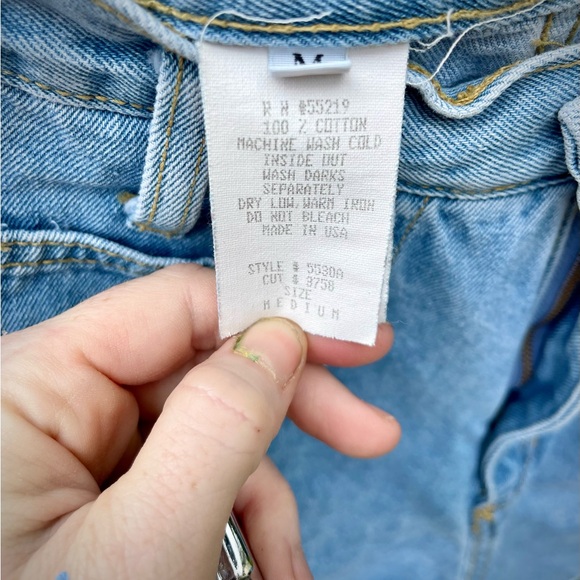 M
R N #55219
100 % COTTON
MACHINE WASH COLD
INSIDE OUT
WASH DARKS
SEPARATELY
DRY LOW, WARM IRON
DO NOT BLEACH
MADE IN USA
STYLE # 5530A
CUT # 3758
SIZE
MEDIUM